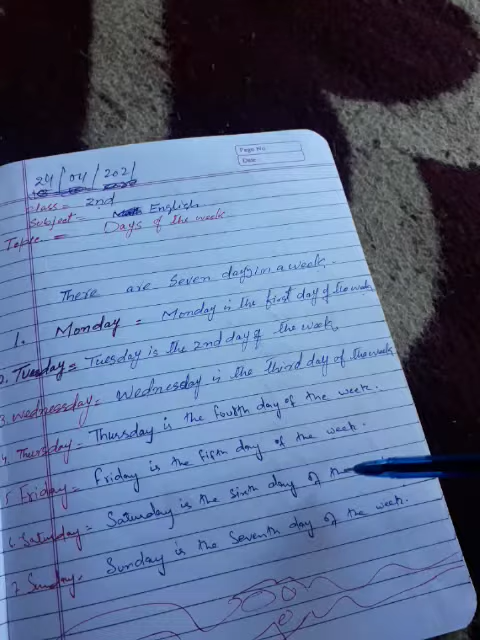 Page No.
Date
24/04/2021
Class = 2nd
Subject English
Topic = Days of the week
There are seven days in a week.
1. Monday = Monday is the first day of the week
2. Tuesday = Tuesday is the 2nd day of the week
3. Wednesday = Wednesday is the third day of the week
4. Thursday = Thursday is the fourth day of the week.
5 Friday = Friday is the fifth day of the week.
6. Saturday = Saturday is the sixth day of the
7. Sunday = Sunday is the seventh day of the week.